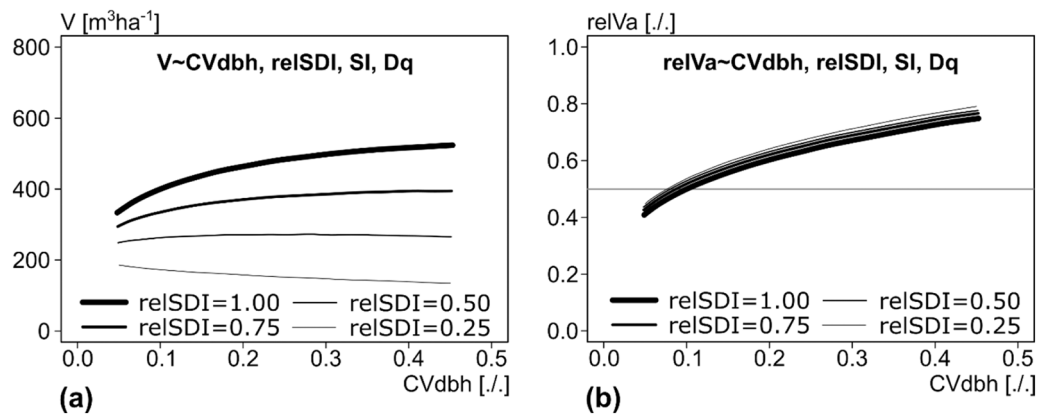 V [m³ha⁻¹]
800
V~CVdbh, relSDI, SI, Dq
600
400
200
relSDI=1.00 relSDI=0.50
0 relSDI=0.75 relSDI=0.25
0.0 0.1 0.2 0.3 0.4 0.5
(a) CVdbh [./.]
relVa [./.]
1.0
relVa~CVdbh, relSDI, SI, Dq
0.8
0.6
0.4
0.2
relSDI=1.00 relSDI=0.50
0.0 relSDI=0.75 relSDI=0.25
0.0 0.1 0.2 0.3 0.4 0.5
(b) CVdbh [./.]